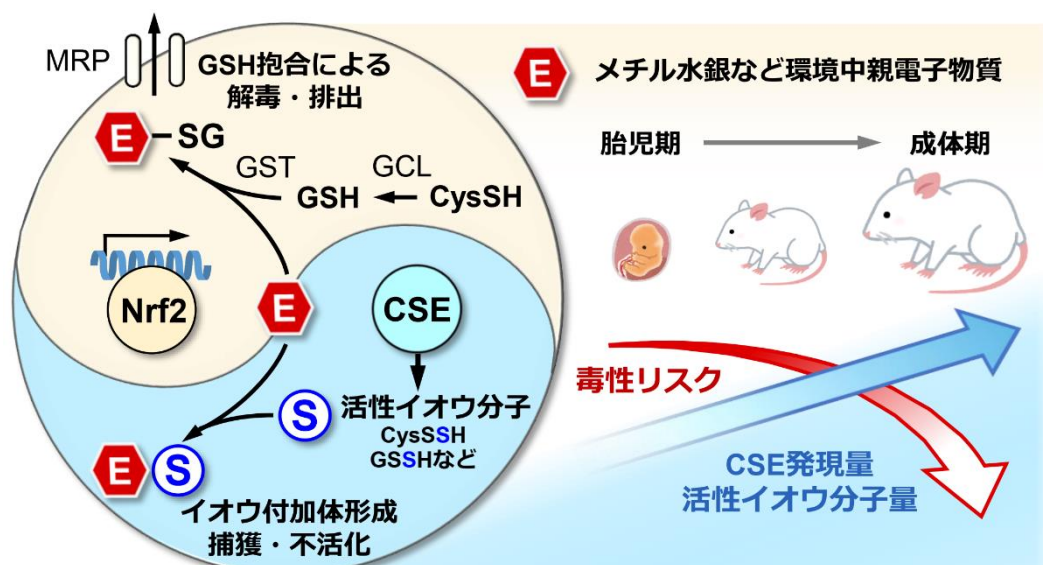 MRP
GSH抱合による
解毒・排出
E-SG
GST
GCL
GSH
CysSH
Nrf2
E
CSE
S
活性イオウ分子
CysSSH
GSSHなど
E
S
イオウ付加体形成
捕獲・不活化
E
メチル水銀など環境中親電子物質
胎児期
成体期
毒性リスク
CSE発現量
活性イオウ分子量